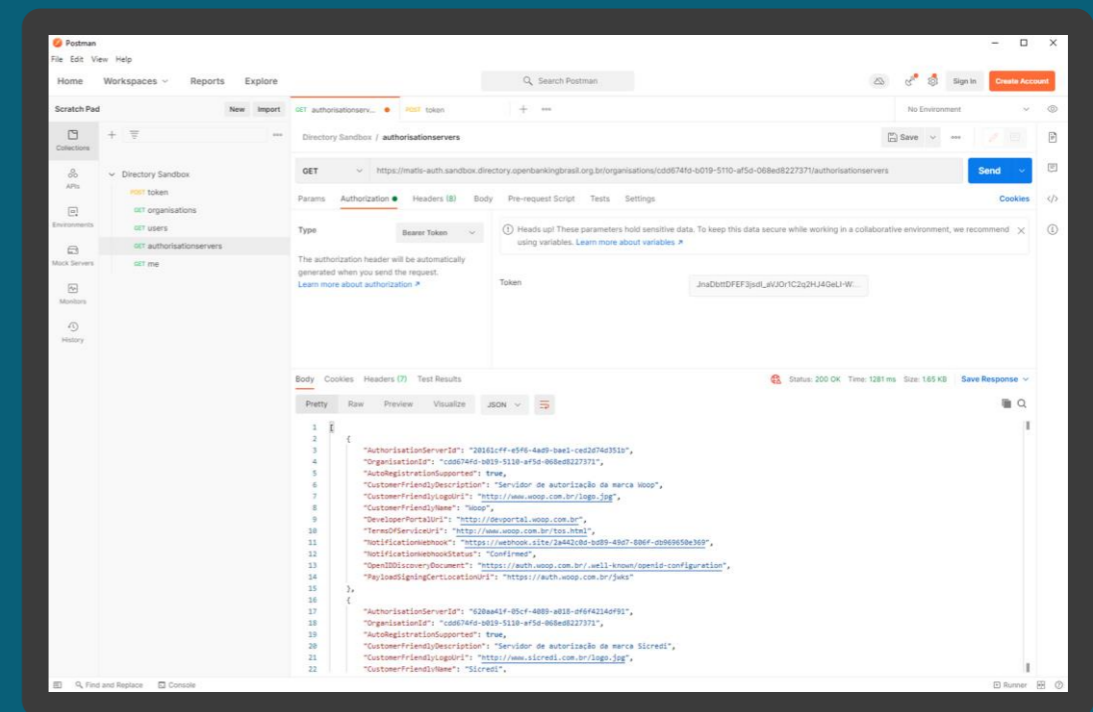 Postman
File Edit View Help
Home Workspaces Reports Explore Search Postman Sign In Create Account
Scratch Pad New Import GET authorisationserv... POST token + ... No Environment
Collections
APIs
Environments
Mock Servers
Monitors
History
Directory Sandbox
POST token
GET organisations
GET users
GET authorisationservers
GET me
Directory Sandbox / authorisationservers Save ...
GET https://matls-auth.sandbox.directory.openbankingbrasil.org.br/organisations/cdd674fd-b019-5110-af5d-068ed8227371/authorisationservers Send
Params Authorization Headers (8) Body Pre-request Script Tests Settings Cookies
Type Bearer Token
Heads up! These parameters hold sensitive data. To keep this data secure while working in a collaborative environment, we recommend
using variables. Learn more about variables ↗
The authorization header will be automatically
generated when you send the request.
Learn more about authorization ↗
Token
Body Cookies Headers (7) Test Results Status: 200 OK Time: 1281 ms Size: 1.65 KB Save Response
Pretty Raw Preview Visualize JSON
1 [
2 {
3 "AuthorisationServerId": "20161cff-e5f6-4ad9-bae1-ced2d74d351b",
4 "OrganisationId": "cdd674fd-b019-5110-af5d-068ed8227371",
5 "AutoRegistrationSupported": true,
6 "CustomerFriendlyDescription": "Servidor de autorização da marca Woop",
7 "CustomerFriendlyLogoUri": "http://www.woop.com.br/logo.jpg",
8 "CustomerFriendlyName": "Woop",
9 "DeveloperPortalUri": "http://devportal.woop.com.br",
10 "TermsOfServiceUri": "http://www.woop.com.br/tos.html",
11 "NotificationWebhook": "https://webhook.site/2a442c0d-bd89-49d7-806f-db969650e369",
12 "NotificationWebhookStatus": "Confirmed",
13 "OpenIDDiscoveryDocument": "https://auth.woop.com.br/.well-known/openid-configuration",
14 "PayloadSigningCertLocationUri": "https://auth.woop.com.br/jwks"
15 },
16 {
17 "AuthorisationServerId": "620aa41f-05cf-4089-a018-df6f4214df91",
18 "OrganisationId": "cdd674fd-b019-5110-af5d-068ed8227371",
19 "AutoRegistrationSupported": true,
20 "CustomerFriendlyDescription": "Servidor de autorização da marca Sicredi",
21 "CustomerFriendlyLogoUri": "http://www.sicredi.com.br/logo.jpg",
22 "CustomerFriendlyName": "Sicredi",
Find and Replace Console Runner